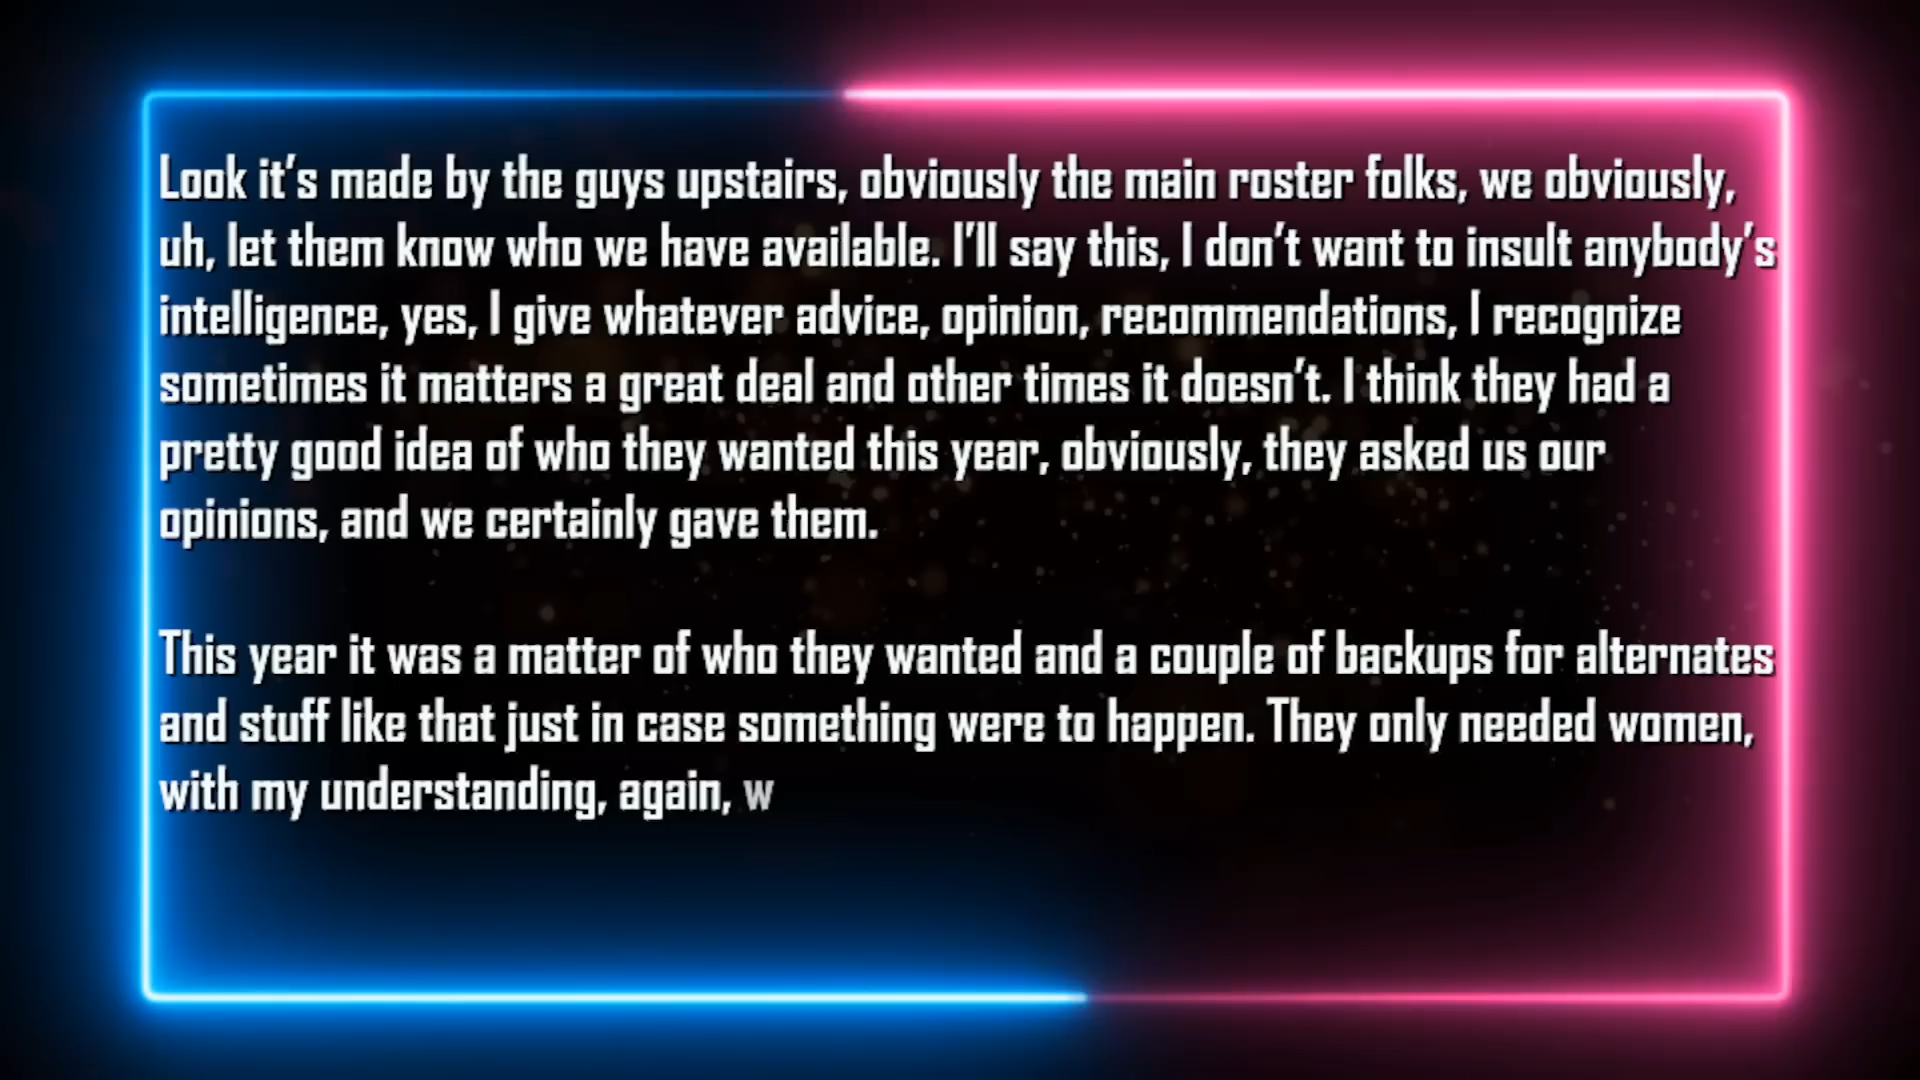 Look it's made by the guys upstairs, obviously the main roster folks, we obviously,
uh, let them know who we have available. I'll say this, I don't want to insult anybody's
intelligence, yes, I give whatever advice, opinion, recommendations, I recognize
sometimes it matters a great deal and other times it doesn't. I think they had a
pretty good idea of who they wanted this year, obviously, they asked us our
opinions, and we certainly gave them.
This year it was a matter of who they wanted and a couple of backups for alternates
and stuff like that just in case something were to happen. They only needed women,
with my understanding, again, w